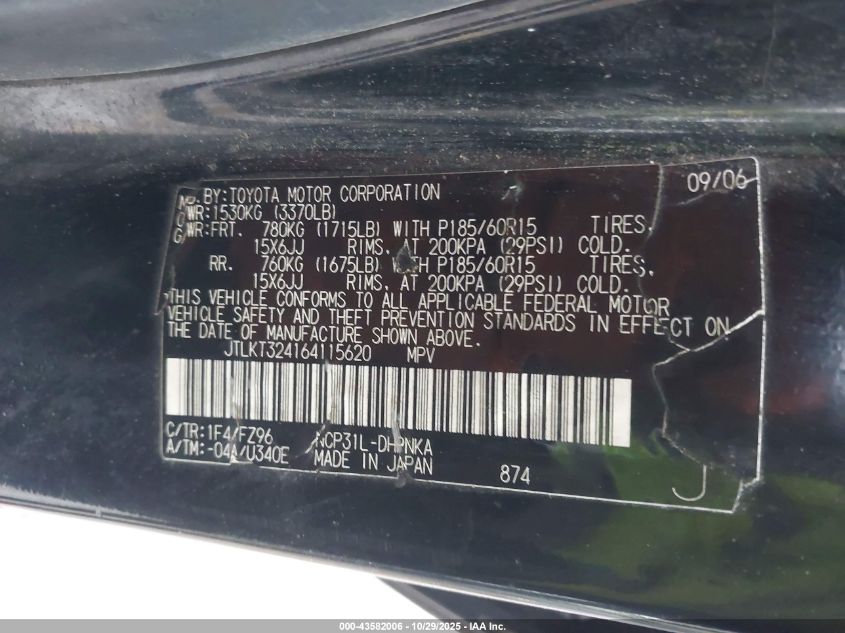 BY: TOYOTA MOTOR CORPORATION 09/06
WR: 1530KG (3370LB)
WR: FRT. 780KG (1715LB) WITH P185/60R15 TIRES,
15X6JJ RIMS, AT 200KPA (29PSI) COLD.
RR. 760KG (1675LB) WITH P185/60R15 TIRES,
15X6JJ RIMS, AT 200KPA (29PSI) COLD.
THIS VEHICLE CONFORMS TO ALL APPLICABLE FEDERAL MOTOR
VEHICLE SAFETY AND THEFT PREVENTION STANDARDS IN EFFECT ON
THE DATE OF MANUFACTURE SHOWN ABOVE.
JTLKT324164115620 MPV
C/TR: 1F4/FZ96 NCP31L-DHPNKA
A/TM: -04A/U340E MADE IN JAPAN 874 J
000-43582006 - 10/29/2025 - IAA Inc.